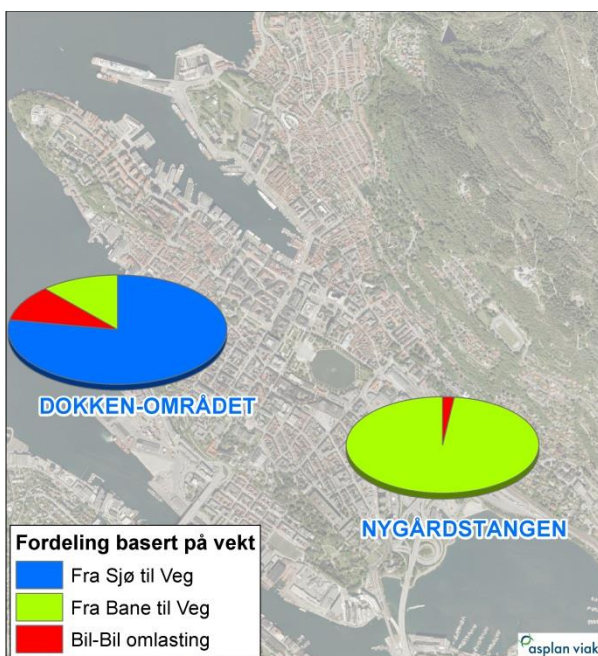 DOKKEN-OMRÅDET
NYGÅRDSTANGEN
Fordeling basert på vekt
Fra Sjø til Veg
Fra Bane til Veg
Bil-Bil omlasting
asplan viak